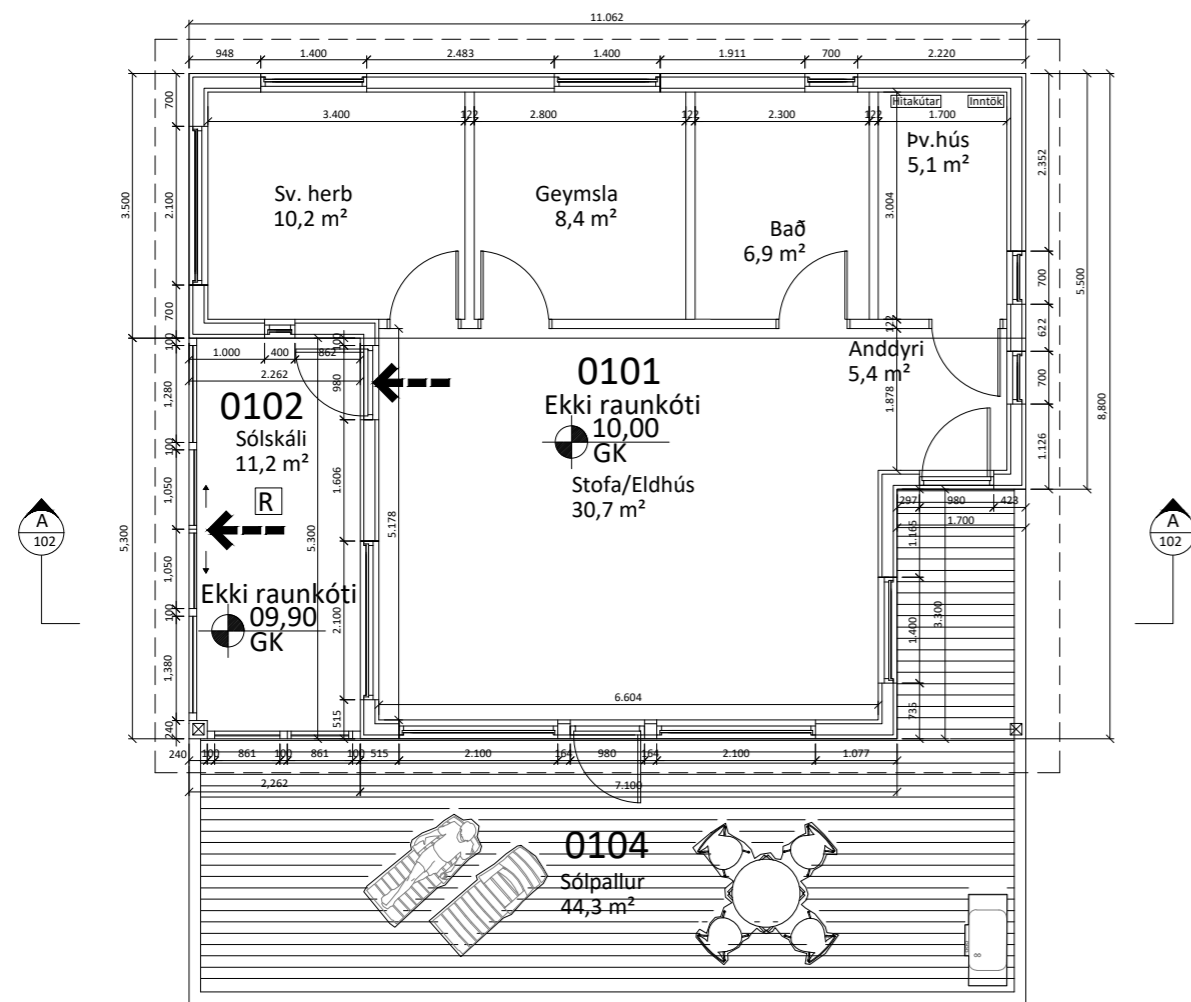 11.062
948 1.400 2.483 1.400 1.911 700 2.220
Hitakútar Inntök
3.400 122 2.800 122 2.300 122 1.700
Þv.hús
5,1 m²
Sv. herb
10,2 m²
Geymsla
8,4 m²
Bað
6,9 m²
700
2.100
700
3.500
3.004
2.352
700
622
700
1.126
5.500
8,800
122
Anddyri
5,4 m²
1.878
100
1.000 400 862
2.262
100
980
0101
Ekki raunkóti
10,00
GK
Stofa/Eldhús
30,7 m²
0102
Sólskáli
11,2 m²
R
1,280
100
1,050
1,050
100
1,380
240
5,300
5.300
1.606
2.100
515
5.178
A
102
A
102
297 980 423
1.700
1.165
1.400
735
3.300
Ekki raunkóti
09,90
GK
6.604
240 100 861 100 861 100 515 2.100 164 980 164 2.100 1.077
2,262 7.100
0104
Sólpallur
44,3 m²